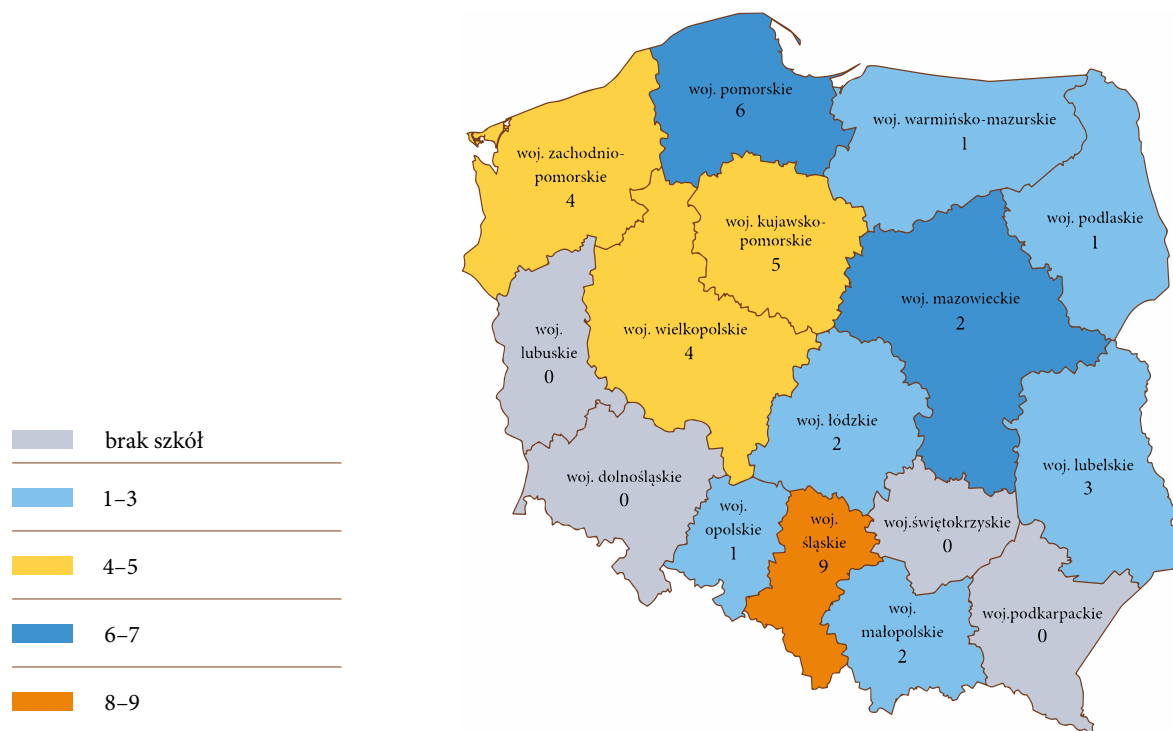 brak szkół
1–3
4–5
6–7
8–9
woj. pomorskie
6
woj. warmińsko-mazurskie
1
woj. zachodnio-
pomorskie
4
woj. podlaskie
1
woj. kujawsko-
pomorskie
5
woj. mazowieckie
2
woj.
lubuskie
0
woj. wielkopolskie
4
woj. łódzkie
2
woj. lubelskie
3
woj. dolnośląskie
0
woj.
opolskie
1
woj.
śląskie
9
woj.świętokrzyskie
0
woj.
małopolskie
2
woj.podkarpackie
0